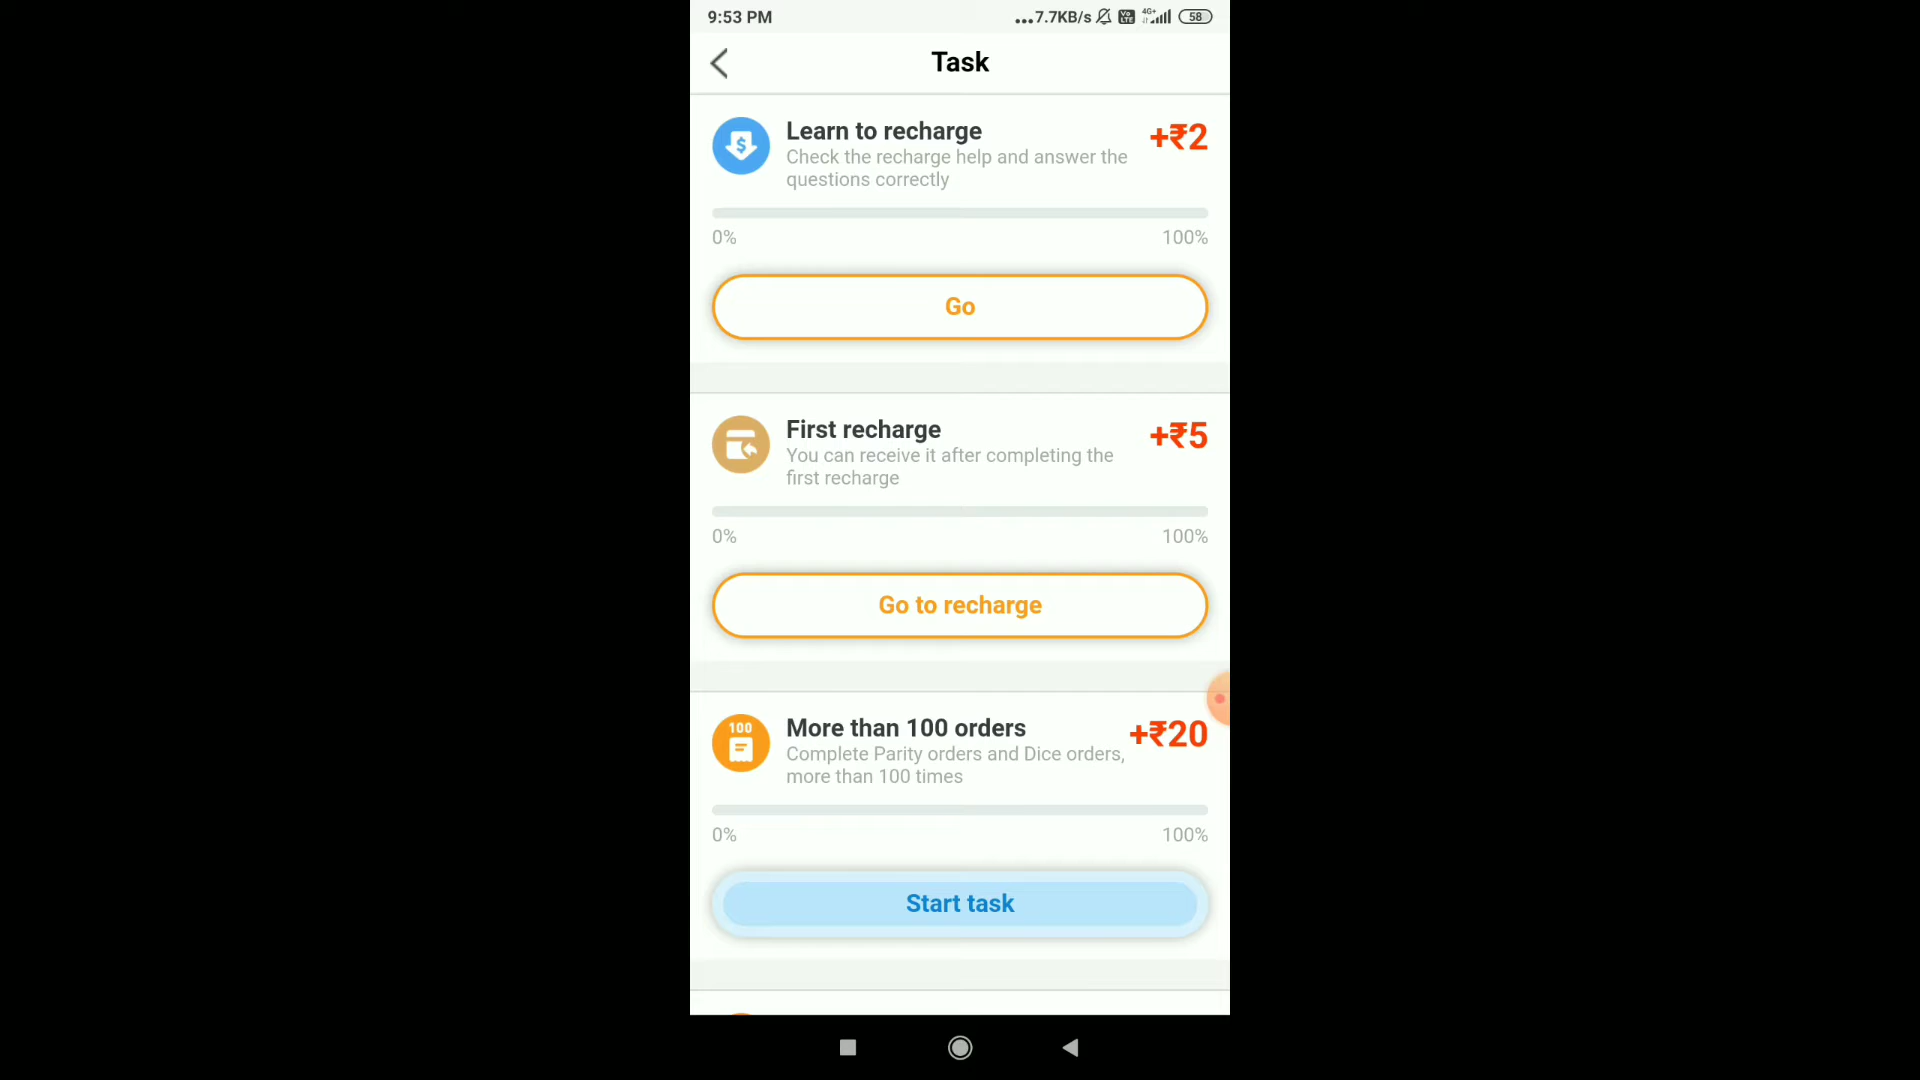 9:53 PM
...7.7KB/s Vo LTE 4G+ 58
Task
Learn to recharge +₹2
Check the recharge help and answer the
questions correctly
0% 100%
Go
First recharge +₹5
You can receive it after completing the
first recharge
0% 100%
Go to recharge
100
More than 100 orders +₹20
Complete Parity orders and Dice orders,
more than 100 times
0% 100%
Start task